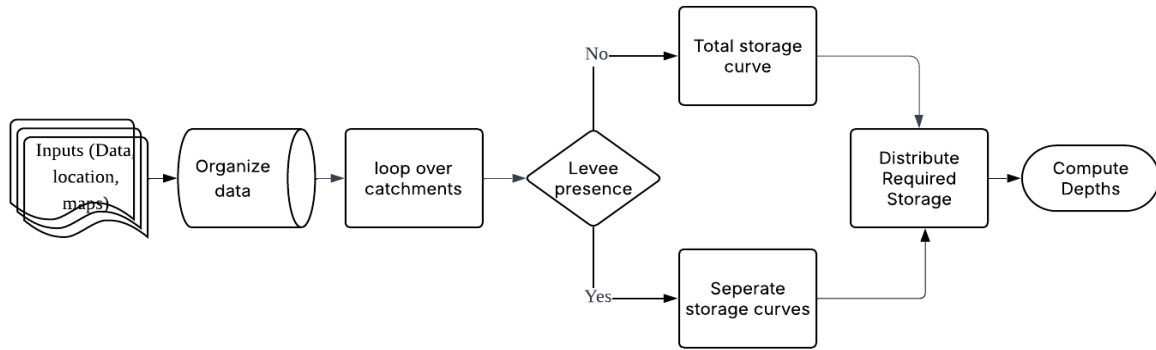 Inputs (Data,
location,
maps)
Organize
data
loop over
catchments
Levee
presence
No
Total storage
curve
Yes
Seperate
storage curves
Distribute
Required
Storage
Compute
Depths